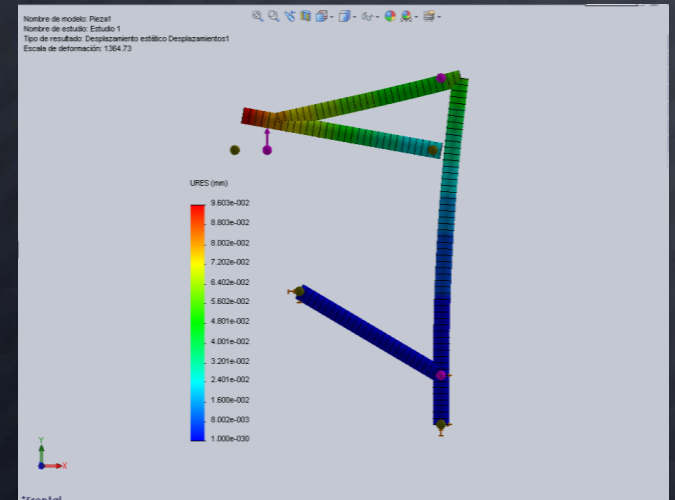 Nombre de modelo: Pieza1
Nombre de estudio: Estudio 1
Tipo de resultado: Desplazamiento estático Desplazamientos1
Escala de deformación: 1364.73
URES (mm)
9.603e-002
8.803e-002
8.002e-002
7.202e-002
6.402e-002
5.602e-002
4.801e-002
4.001e-002
3.201e-002
2.401e-002
1.600e-002
8.002e-003
1.000e-030
Y
X
*Frontal